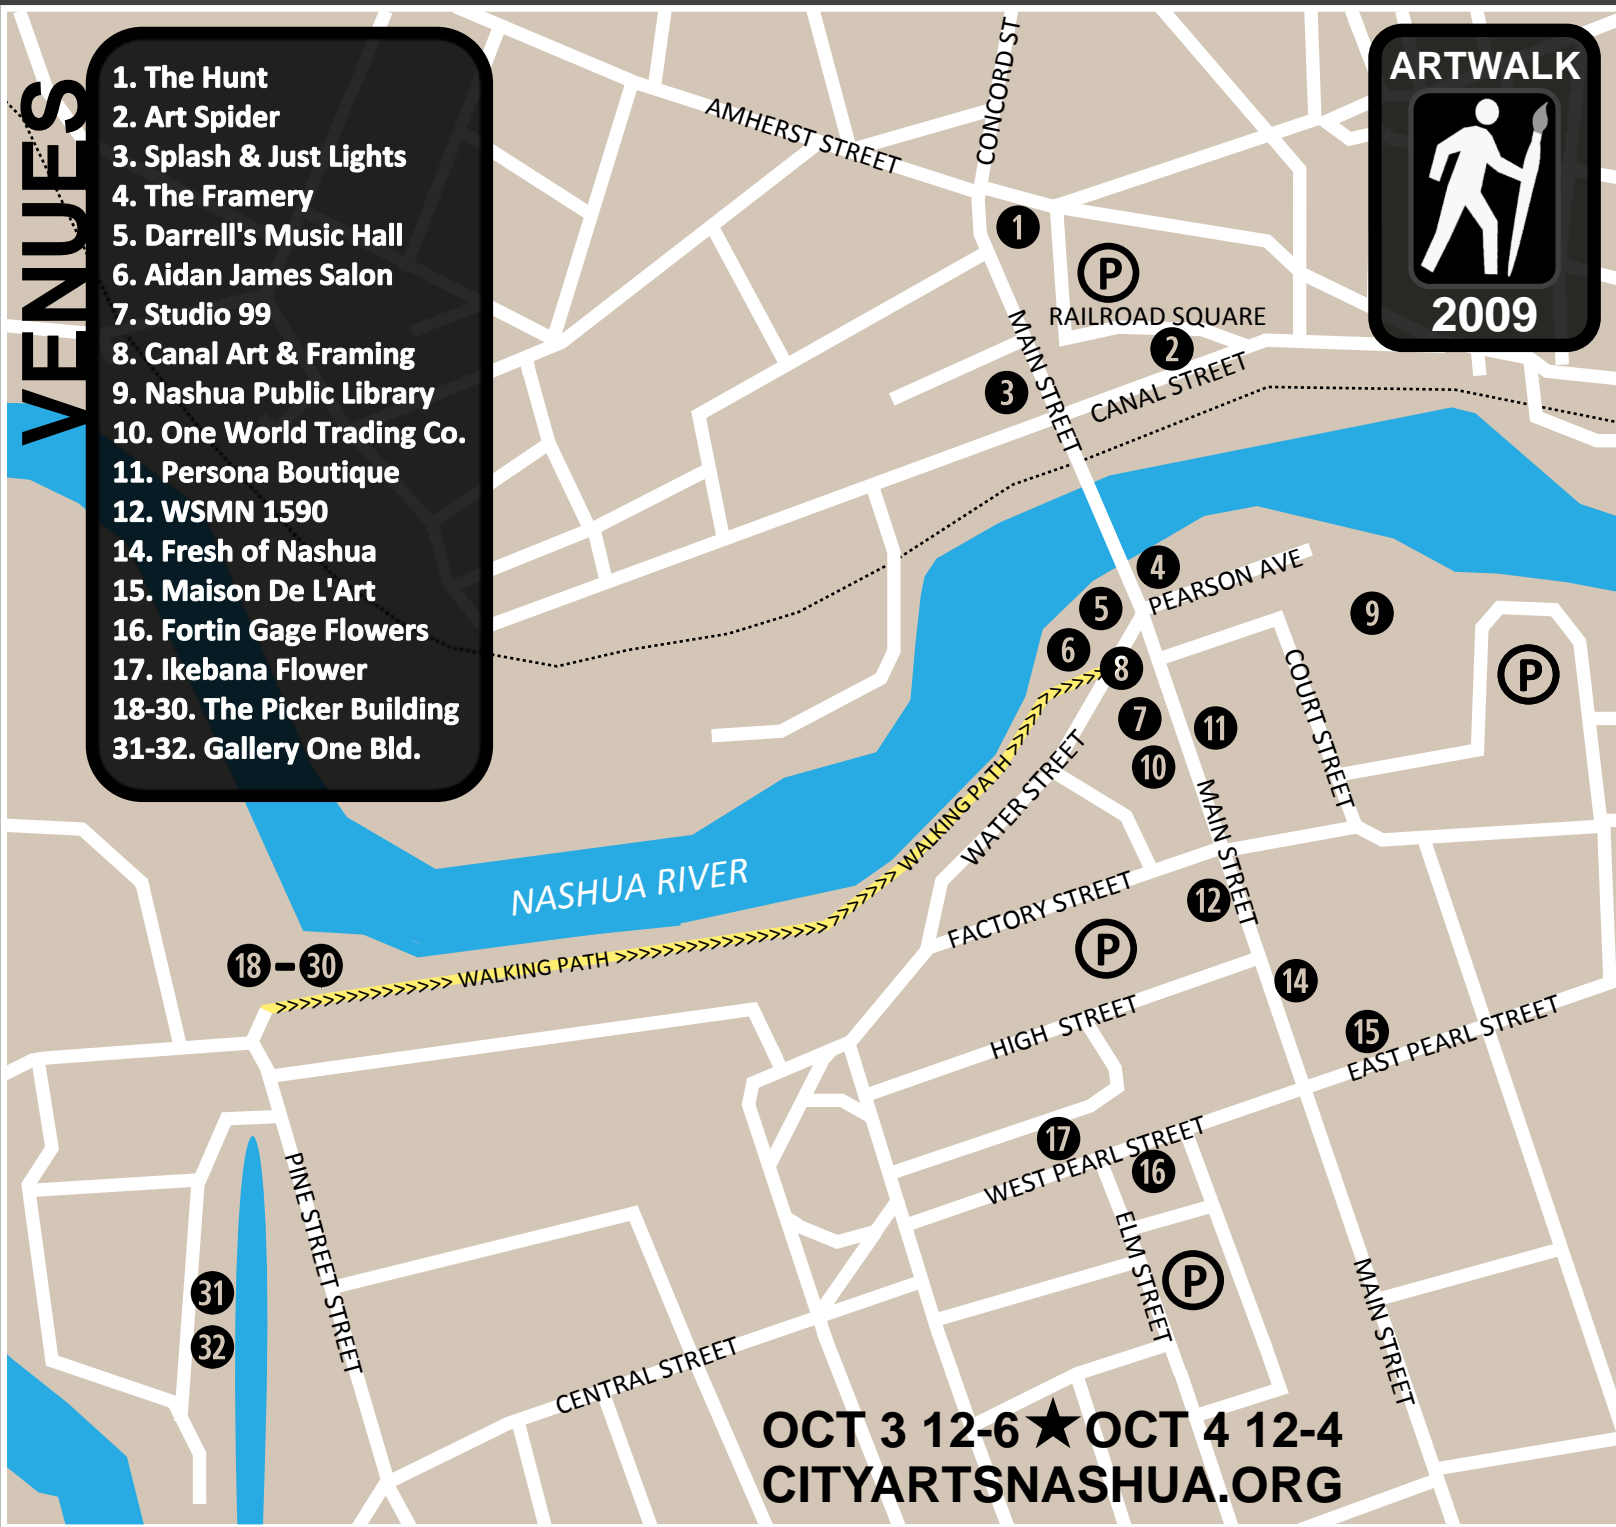 VENUES
1. The Hunt
2. Art Spider
3. Splash & Just Lights
4. The Framery
5. Darrell's Music Hall
6. Aidan James Salon
7. Studio 99
8. Canal Art & Framing
9. Nashua Public Library
10. One World Trading Co.
11. Persona Boutique
12. WSMN 1590
14. Fresh of Nashua
15. Maison De L'Art
16. Fortin Gage Flowers
17. Ikebana Flower
18-30. The Picker Building
31-32. Gallery One Bld.
ARTWALK
2009
AMHERST STREET
CONCORD ST
1
P
RAILROAD SQUARE
MAIN STREET
2
3
CANAL STREET
4
PEARSON AVE
5
9
6
8
P
COURT STREET
7
11
10
WATER STREET
WALKING PATH
MAIN STREET
NASHUA RIVER
FACTORY STREET
12
P
18-30
WALKING PATH
14
HIGH STREET
15
EAST PEARL STREET
17
WEST PEARL STREET
16
PINE STREET STREET
ELM STREET
P
31
32
MAIN STREET
CENTRAL STREET
OCT 3 12-6 ★ OCT 4 12-4
CITYARTSNASHUA.ORG